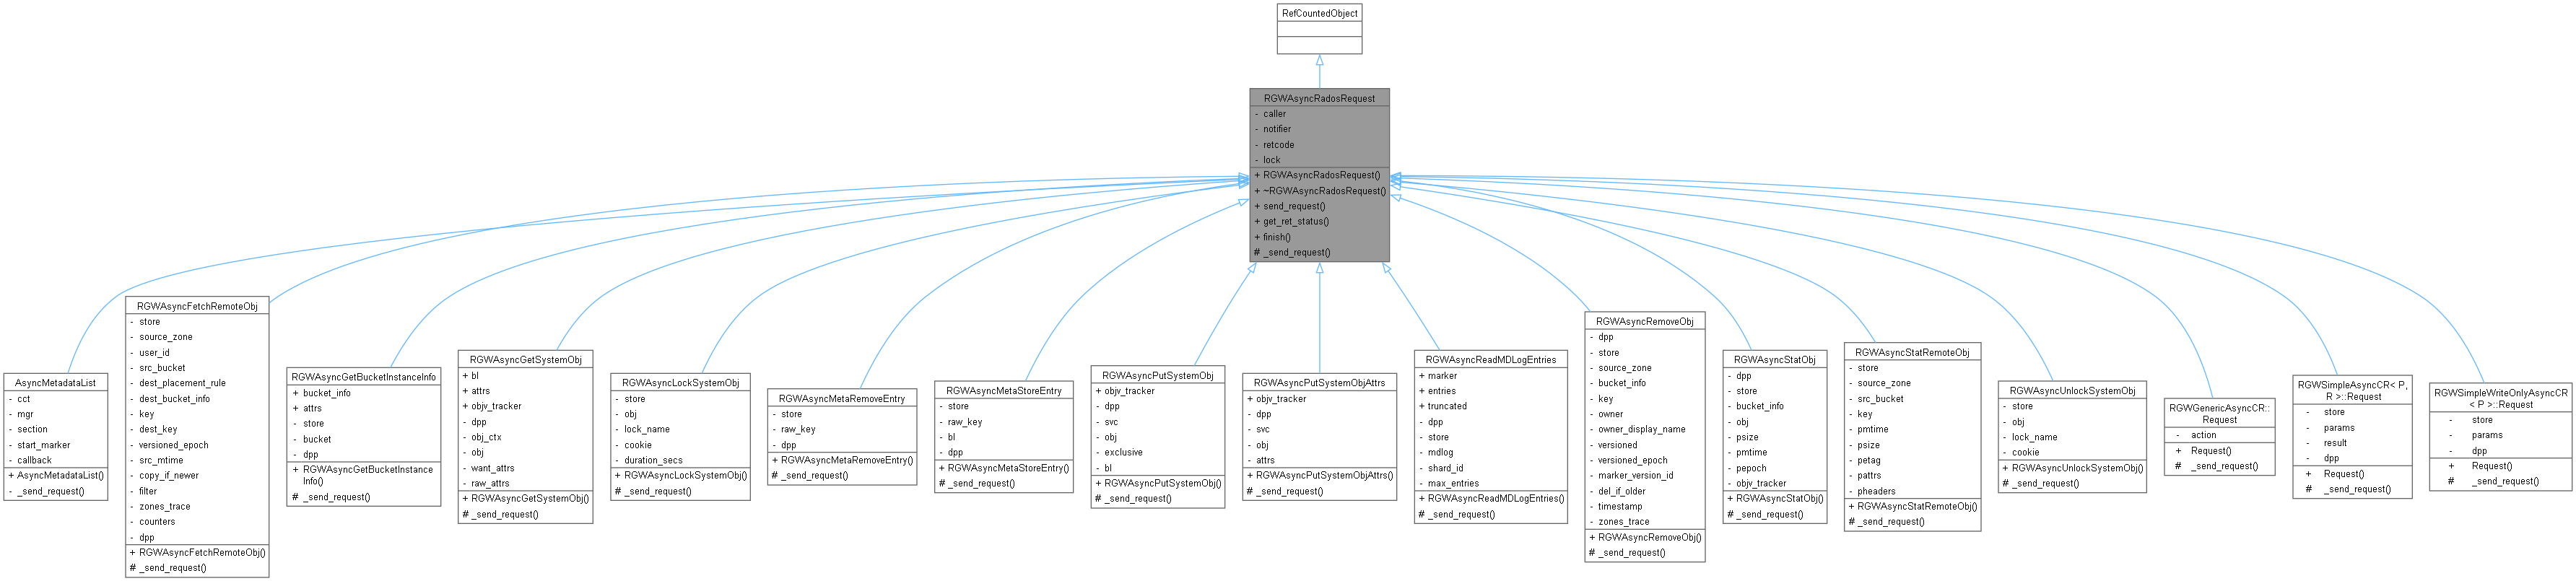 RefCountedObject
RGWAsyncRadosRequest
- caller
- notifier
- retcode
- lock
+ RGWAsyncRadosRequest()
+ ~RGWAsyncRadosRequest()
+ send_request()
+ get_ret_status()
+ finish()
# _send_request()
AsyncMetadataList
- cct
- mgr
- section
- start_marker
- callback
+ AsyncMetadataList()
- _send_request()
RGWAsyncFetchRemoteObj
- store
- source_zone
- user_id
- src_bucket
- dest_placement_rule
- dest_bucket_info
- key
- dest_key
- versioned_epoch
- src_mtime
- copy_if_newer
- filter
- zones_trace
- counters
- dpp
+ RGWAsyncFetchRemoteObj()
# _send_request()
RGWAsyncGetBucketInstanceInfo
+ bucket_info
+ attrs
- store
- bucket
- dpp
+ RGWAsyncGetBucketInstance
Info()
# _send_request()
RGWAsyncGetSystemObj
+ bl
+ attrs
+ objv_tracker
- dpp
- obj_ctx
- obj
- want_attrs
- raw_attrs
+ RGWAsyncGetSystemObj()
# _send_request()
RGWAsyncLockSystemObj
- store
- obj
- lock_name
- cookie
- duration_secs
+ RGWAsyncLockSystemObj()
# _send_request()
RGWAsyncMetaRemoveEntry
- store
- raw_key
- dpp
+ RGWAsyncMetaRemoveEntry()
# _send_request()
RGWAsyncMetaStoreEntry
- store
- raw_key
- bl
- dpp
+ RGWAsyncMetaStoreEntry()
# _send_request()
RGWAsyncPutSystemObj
+ objv_tracker
- dpp
- svc
- obj
- exclusive
- bl
+ RGWAsyncPutSystemObj()
# _send_request()
RGWAsyncPutSystemObjAttrs
+ objv_tracker
- dpp
- svc
- obj
- attrs
+ RGWAsyncPutSystemObjAttrs()
# _send_request()
RGWAsyncReadMDLogEntries
+ marker
+ entries
+ truncated
- dpp
- store
- mdlog
- shard_id
- max_entries
+ RGWAsyncReadMDLogEntries()
# _send_request()
RGWAsyncRemoveObj
- dpp
- store
- source_zone
- bucket_info
- key
- owner
- owner_display_name
- versioned
- versioned_epoch
- marker_version_id
- del_if_older
- timestamp
- zones_trace
+ RGWAsyncRemoveObj()
# _send_request()
RGWAsyncStatObj
- dpp
- store
- bucket_info
- obj
- psize
- pmtime
- pepoch
- objv_tracker
+ RGWAsyncStatObj()
# _send_request()
RGWAsyncStatRemoteObj
- store
- source_zone
- src_bucket
- key
- pmtime
- psize
- petag
- pattrs
- pheaders
+ RGWAsyncStatRemoteObj()
# _send_request()
RGWAsyncUnlockSystemObj
- store
- obj
- lock_name
- cookie
+ RGWAsyncUnlockSystemObj()
# _send_request()
RGWGenericAsyncCR::
Request
- action
+ Request()
# _send_request()
RGWSimpleAsyncCR< P,
R >::Request
- store
- params
- result
- dpp
+ Request()
# _send_request()
RGWSimpleWriteOnlyAsyncCR
< P >::Request
- store
- params
- dpp
+ Request()
# _send_request()